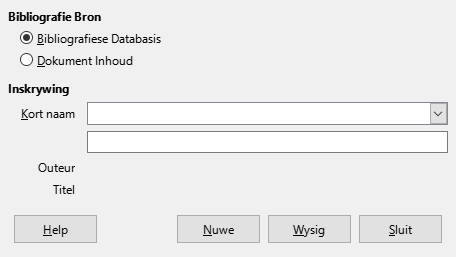 Bibliografie Bron
Bibliografiese Databasis
Dokument Inhoud
Inskrywing
Kort naam
Outeur
Titel
Help Nuwe Wysig Sluit